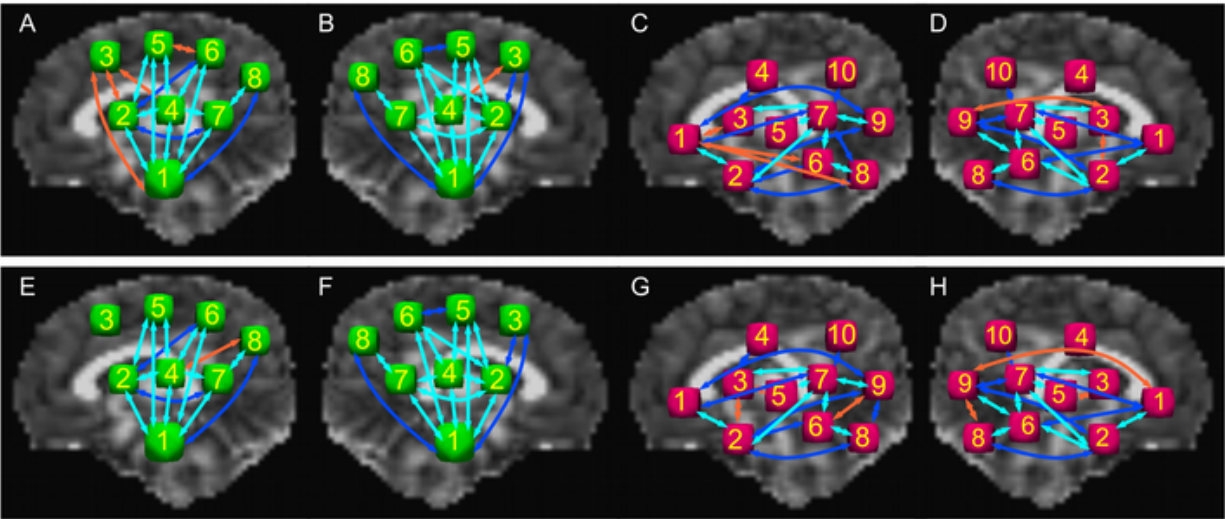 A B C D
5 6 3 8 2 4 7 1
6 5 3 8 7 4 2 1
4 10 3 7 1 5 9 6 2 8
10 4 9 7 3 5 1 6 8 2
E F G H
3 5 6 8 2 4 7 1
6 5 3 8 7 4 2 1
4 10 3 7 9 1 5 6 2 8
10 4 9 7 3 5 1 6 8 2